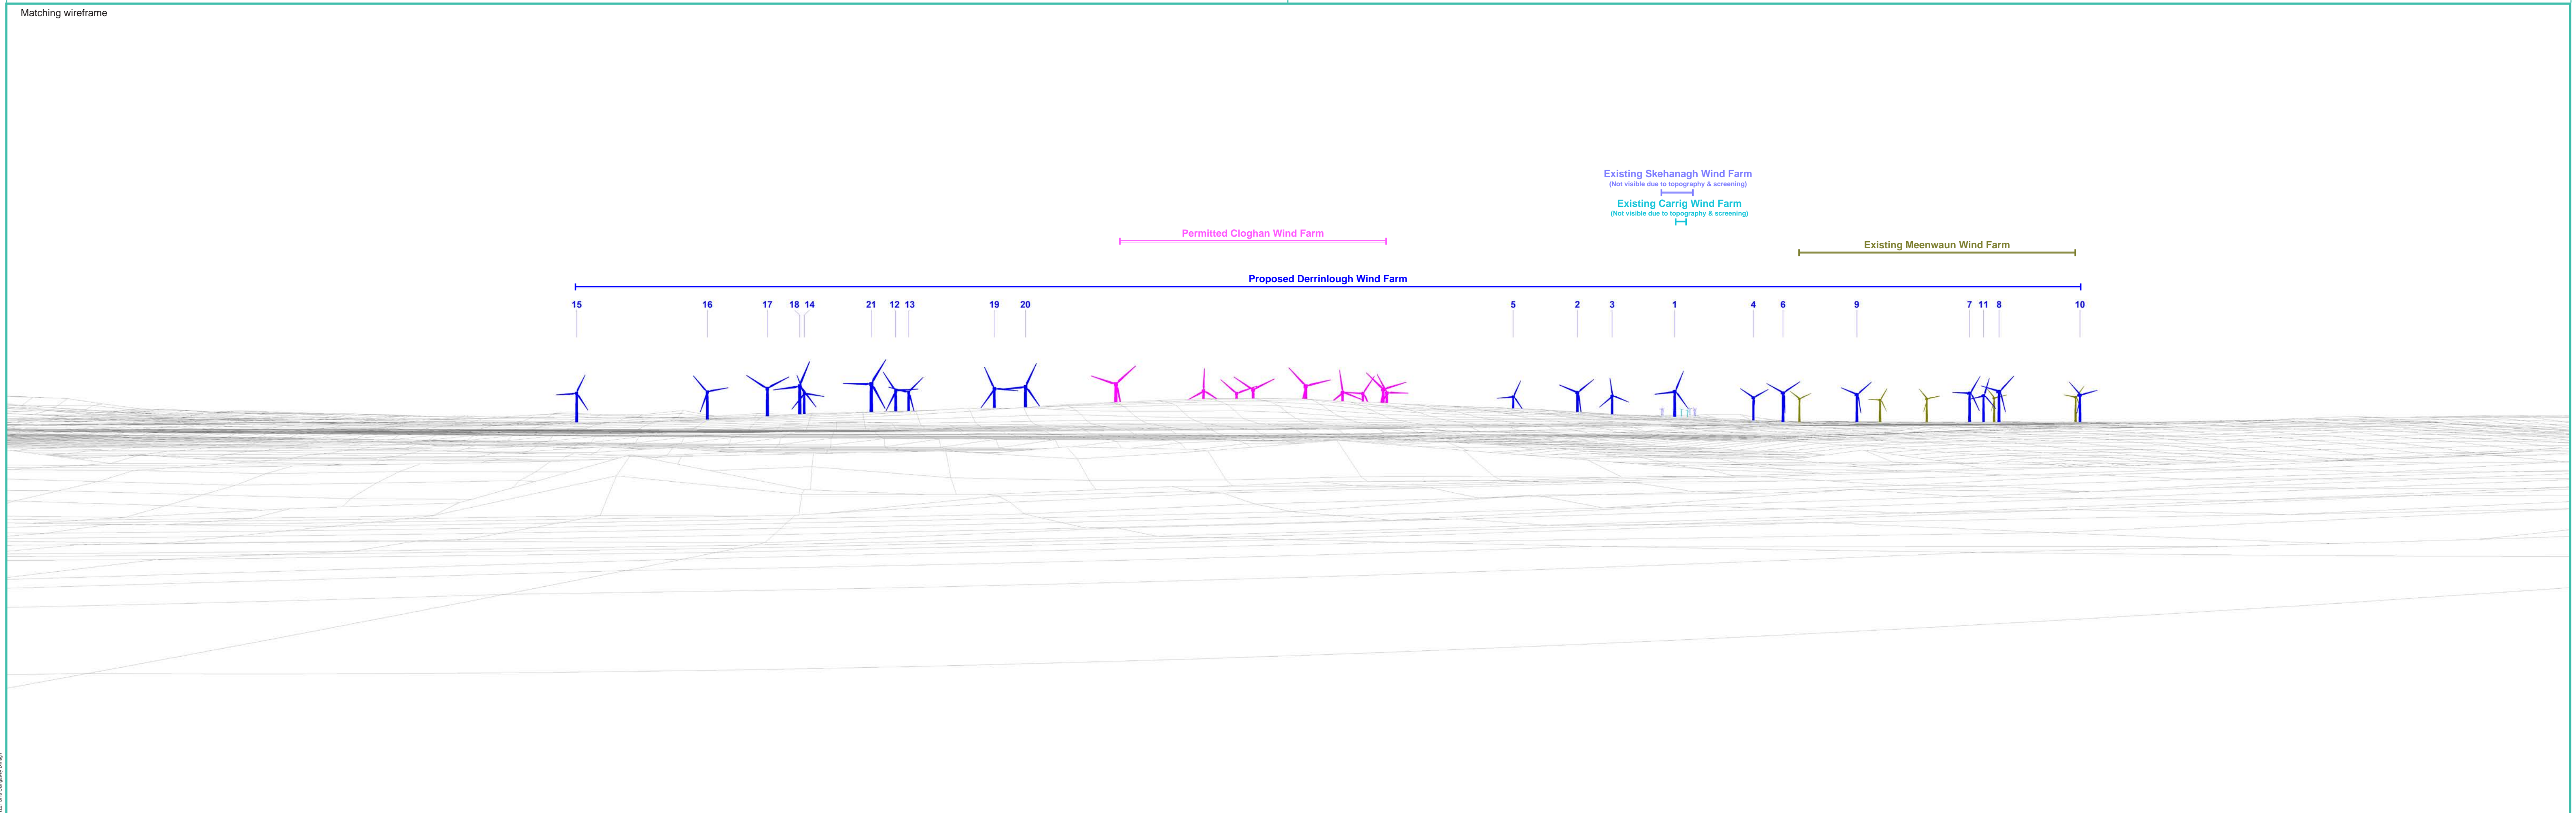 Matching wireframe
Existing Skehanagh Wind Farm
(Not visible due to topography & screening)
Existing Carrig Wind Farm
(Not visible due to topography & screening)
Permitted Cloghan Wind Farm
Existing Meenwaun Wind Farm
Proposed Derrinlough Wind Farm
15 16 17 18 14 21 12 13 19 20 5 2 3 1 4 6 9 7 11 8 10